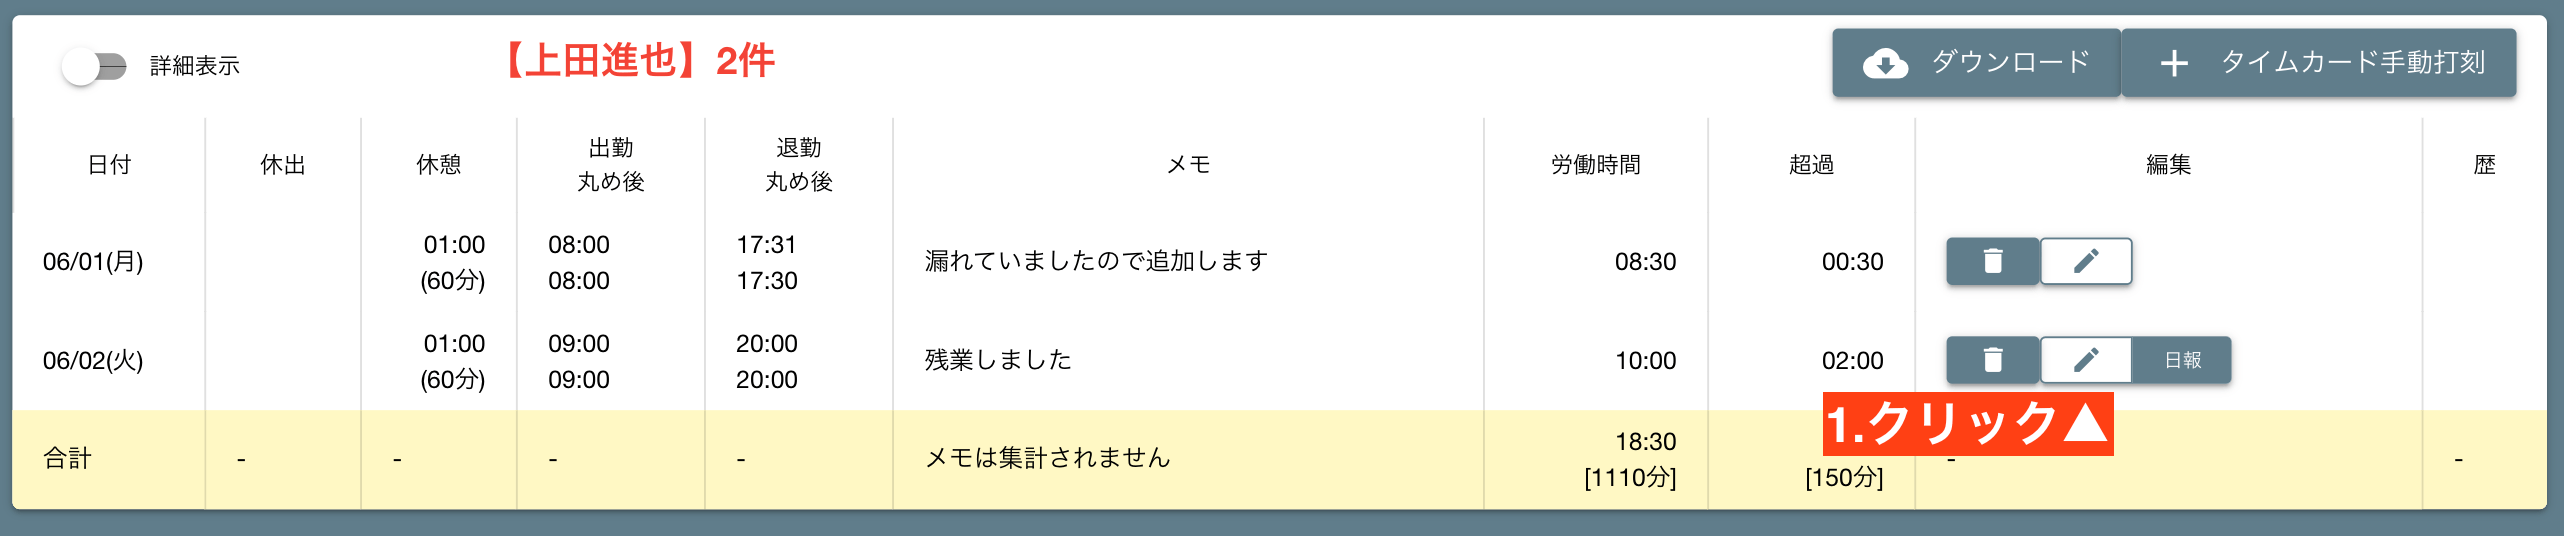 詳細表示
【上田進也】2件
ダウンロード
+ タイムカード手動打刻
日付
休出
休憩
出勤
丸め後
退勤
丸め後
メモ
労働時間
超過
編集
歴
06/01(月)
01:00
(60分)
08:00
08:00
17:31
17:30
漏れていましたので追加します
08:30
00:30
06/02(火)
01:00
(60分)
09:00
09:00
20:00
20:00
残業しました
10:00
02:00
日報
1.クリック▲
合計
-
-
-
-
メモは集計されません
18:30
[1110分]
[150分]
-
-